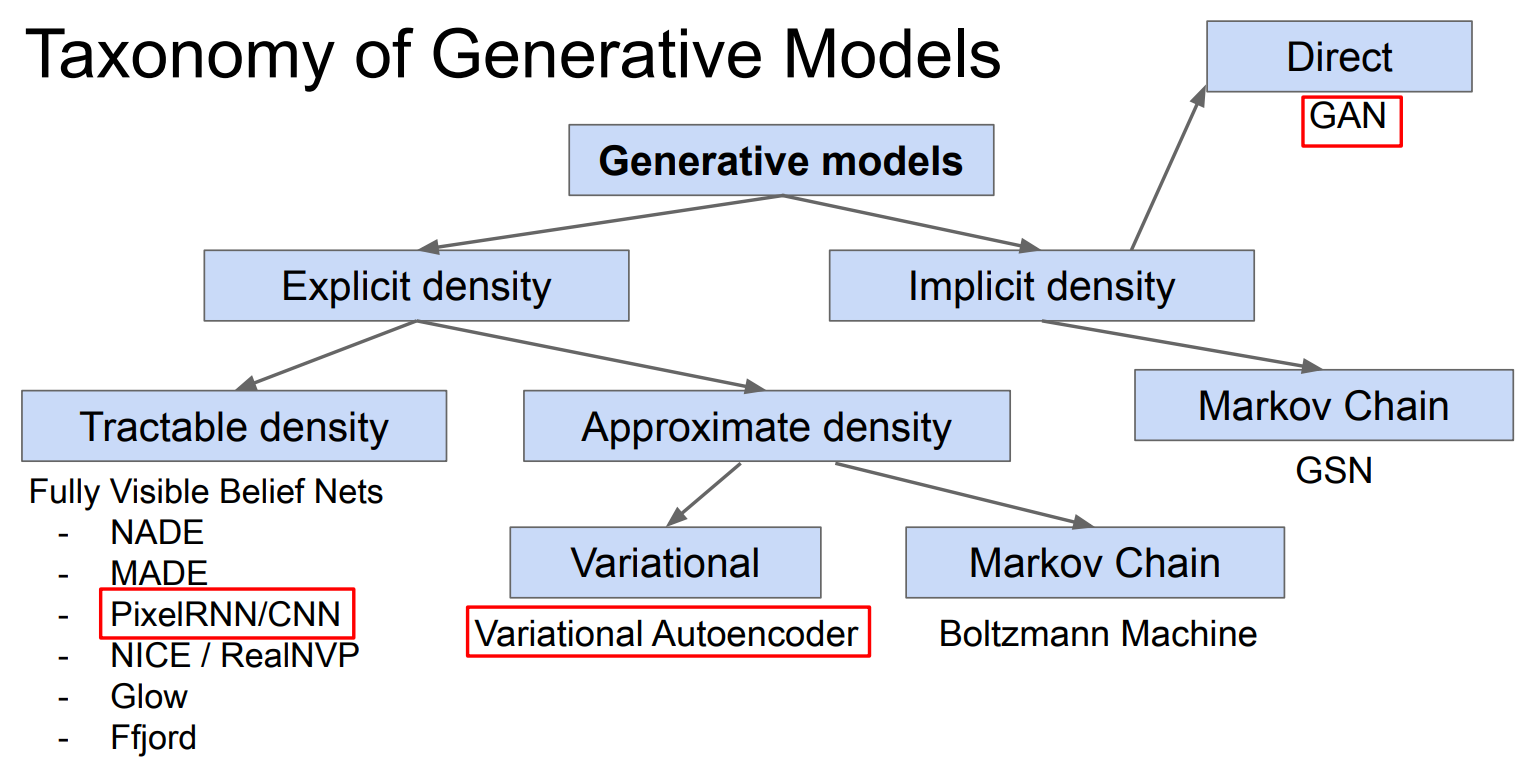 Taxonomy of Generative Models
Direct
GAN
Generative models
Explicit density
Implicit density
Tractable density
Approximate density
Markov Chain
GSN
Fully Visible Belief Nets
- NADE
- MADE
- PixelRNN/CNN
- NICE / RealNVP
- Glow
- Ffjord
Variational
Markov Chain
Variational Autoencoder
Boltzmann Machine